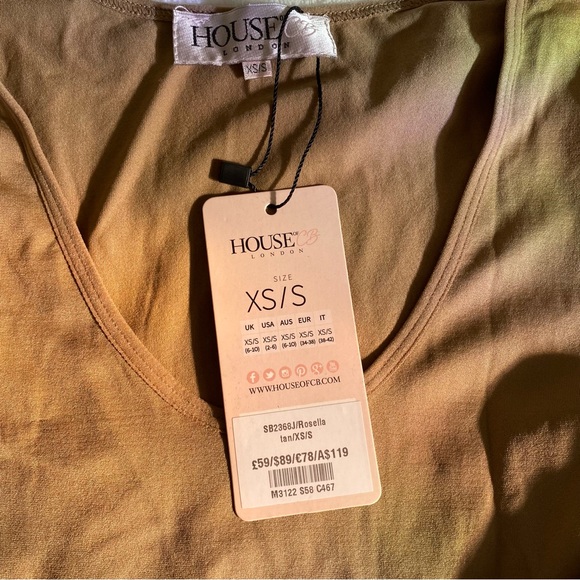 HOUSE OF CB
LONDON
XS/S
HOUSE OF CB
LONDON
SIZE
XS/S
UK USA AUS EUR IT
XS/S XS/S XS/S XS/S XS/S
(6-10) (2-6) (6-10) (34-38) (38-42)
WWW.HOUSEOFCB.COM
SB2368J/Rosella
tan/XS/S
£59/$89/€78/A$119
M3122 S58 C467